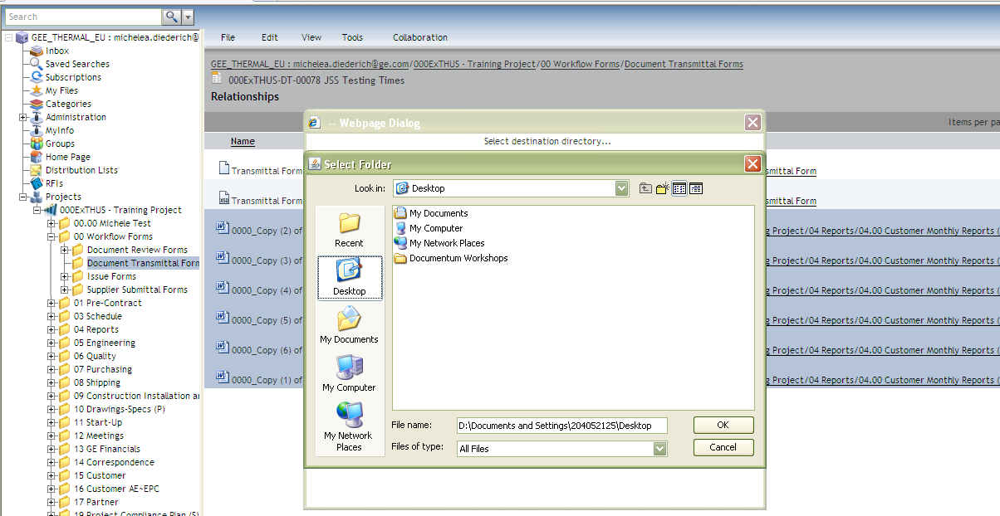 Search
GEE_THERMAL_EU : michelea.diederich@
Inbox
Saved Searches
Subscriptions
My Files
Categories
Administration
MyInfo
Groups
Home Page
Distribution Lists
RFIs
Projects
000ExTHUS - Training Project
00.00 Michele Test
00 Workflow Forms
Document Review Forms
Document Transmittal Form
Issue Forms
Supplier Submittal Forms
01 Pre-Contract
03 Schedule
04 Reports
05 Engineering
06 Quality
07 Purchasing
08 Shipping
09 Construction Installation an
10 Drawings-Specs (P)
11 Start-Up
12 Meetings
13 GE Financials
14 Correspondence
15 Customer
16 Customer AE~EPC
17 Partner
19 Project Compliance Plan (S)
File Edit View Tools Collaboration
GEE_THERMAL_EU : michelea.diederich@ge.com/000ExTHUS - Training Project/00 Workflow Forms/Document Transmittal Forms
000ExTHUS-DT-00078 JSS Testing Times
Relationships
Items per pa
Name
Transmittal Form
smittal Form
Transmittal Form
smittal Form
0000_Copy (2) of
g Project/04 Reports/04.00 Customer Monthly Reports (
0000_Copy (3) of
g Project/04 Reports/04.00 Customer Monthly Reports (
0000_Copy (4) of
g Project/04 Reports/04.00 Customer Monthly Reports (
0000_Copy (5) of
g Project/04 Reports/04.00 Customer Monthly Reports (
0000_Copy (6) of
g Project/04 Reports/04.00 Customer Monthly Reports (
0000_Copy (1) of
g Project/04 Reports/04.00 Customer Monthly Reports (
-- Webpage Dialog
Select destination directory...
Select Folder
Look in: Desktop
Recent
Desktop
My Documents
My Computer
My Network
Places
My Documents
My Computer
My Network Places
Documentum Workshops
File name: D:\Documents and Settings\204052125\Desktop OK
Files of type: All Files Cancel